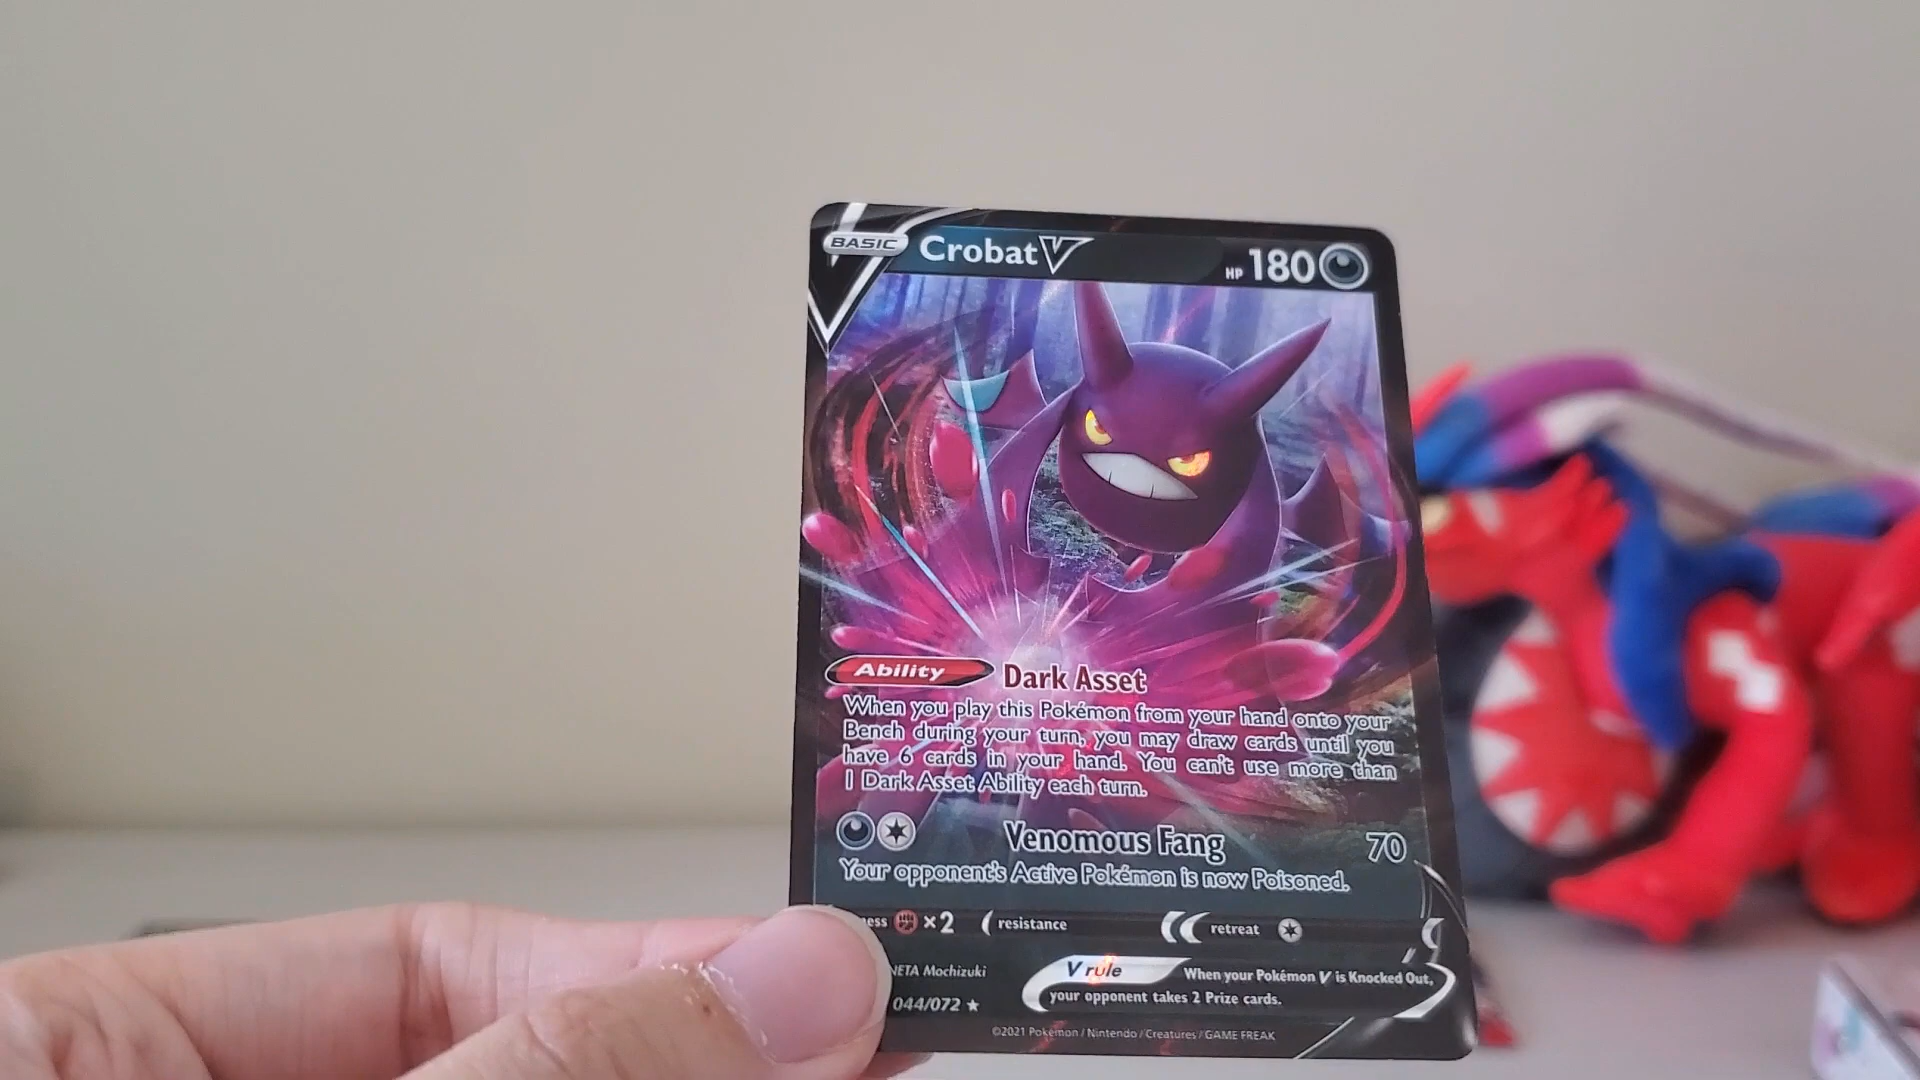 BASIC Crobat V HP 180
Ability Dark Asset
When you play this Pokémon from your hand onto your
Bench during your turn, you may draw cards until you
have 6 cards in your hand. You can't use more than
1 Dark Asset Ability each turn.
Venomous Fang 70
Your opponent's Active Pokémon is now Poisoned.
ess ×2 resistance retreat
NETA Mochizuki
V rule When your Pokémon V is Knocked Out,
your opponent takes 2 Prize cards.
044/072 ★
©2021 Pokémon / Nintendo / Creatures / GAME FREAK